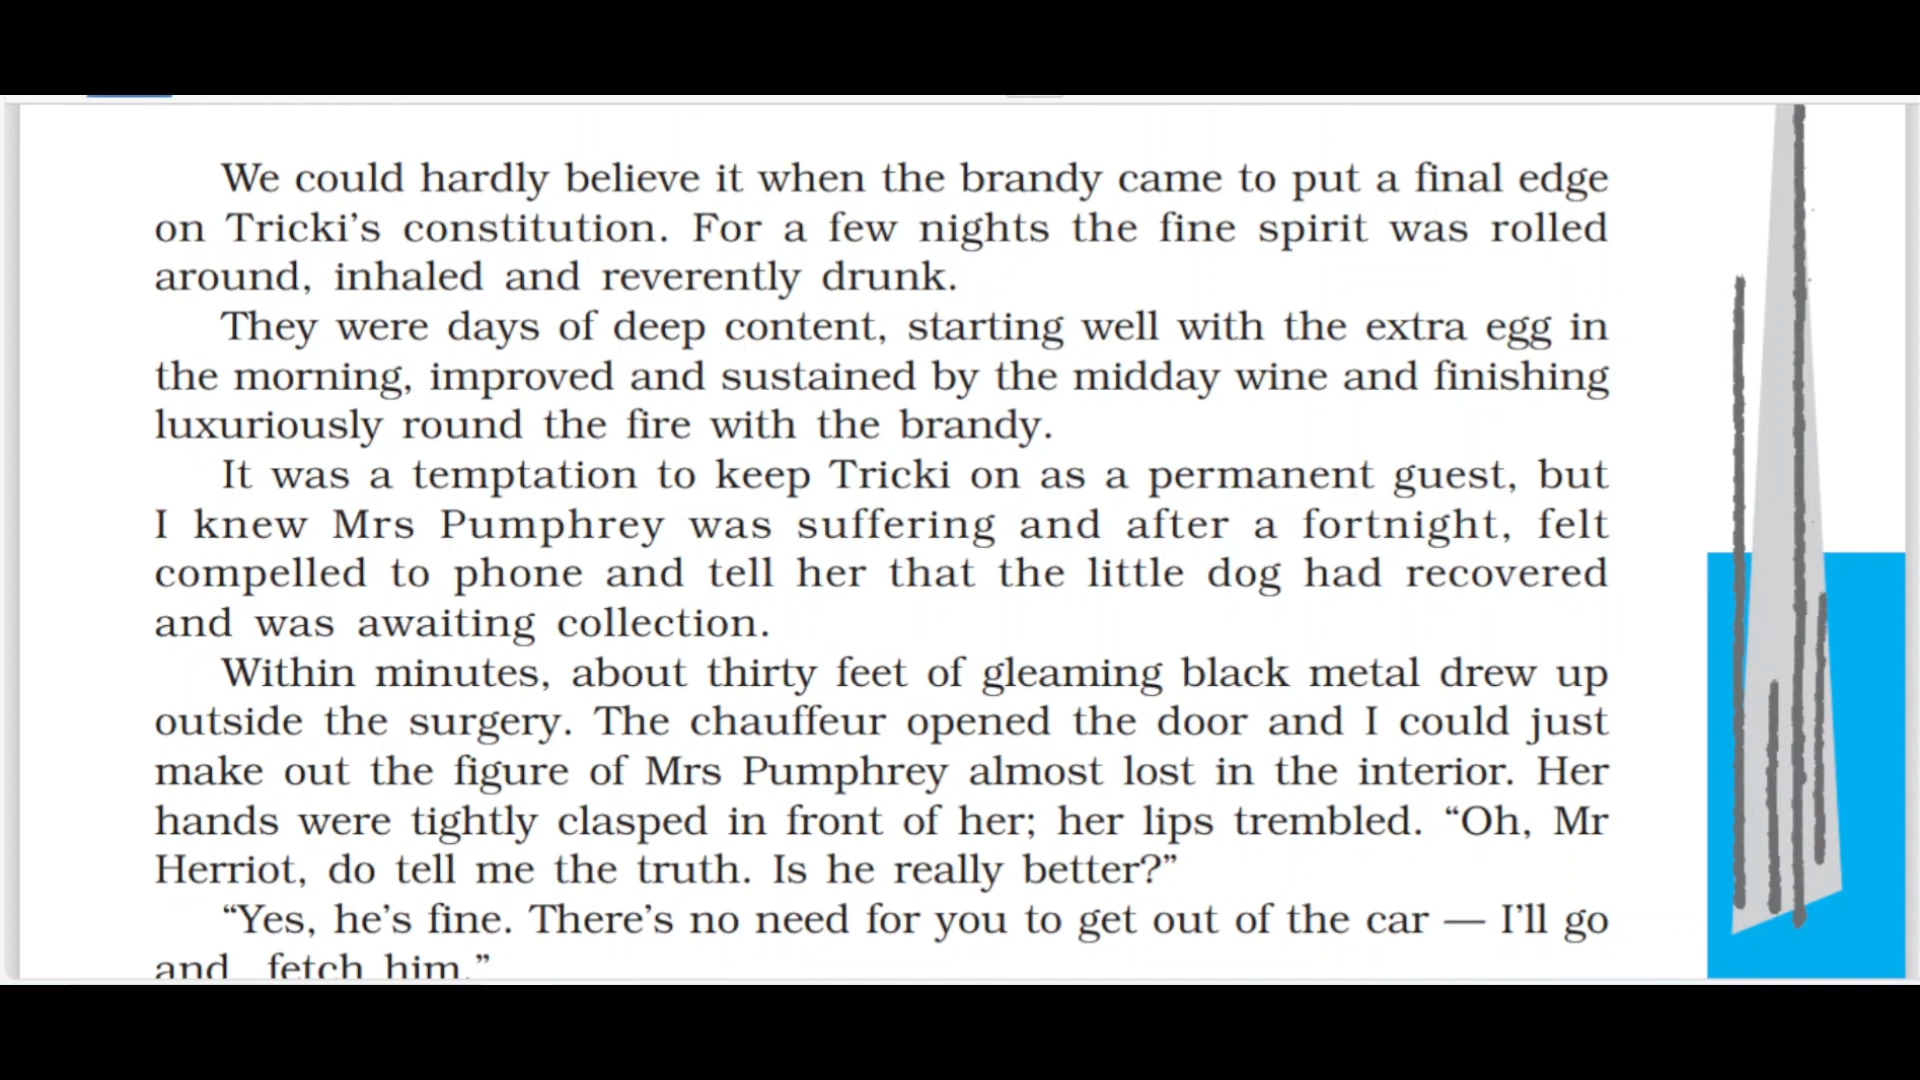 We could hardly believe it when the brandy came to put a final edge
on Tricki’s constitution. For a few nights the fine spirit was rolled
around, inhaled and reverently drunk.
They were days of deep content, starting well with the extra egg in
the morning, improved and sustained by the midday wine and finishing
luxuriously round the fire with the brandy.
It was a temptation to keep Tricki on as a permanent guest, but
I knew Mrs Pumphrey was suffering and after a fortnight, felt
compelled to phone and tell her that the little dog had recovered
and was awaiting collection.
Within minutes, about thirty feet of gleaming black metal drew up
outside the surgery. The chauffeur opened the door and I could just
make out the figure of Mrs Pumphrey almost lost in the interior. Her
hands were tightly clasped in front of her; her lips trembled. “Oh, Mr
Herriot, do tell me the truth. Is he really better?”
“Yes, he’s fine. There’s no need for you to get out of the car — I’ll go
and fetch him.”